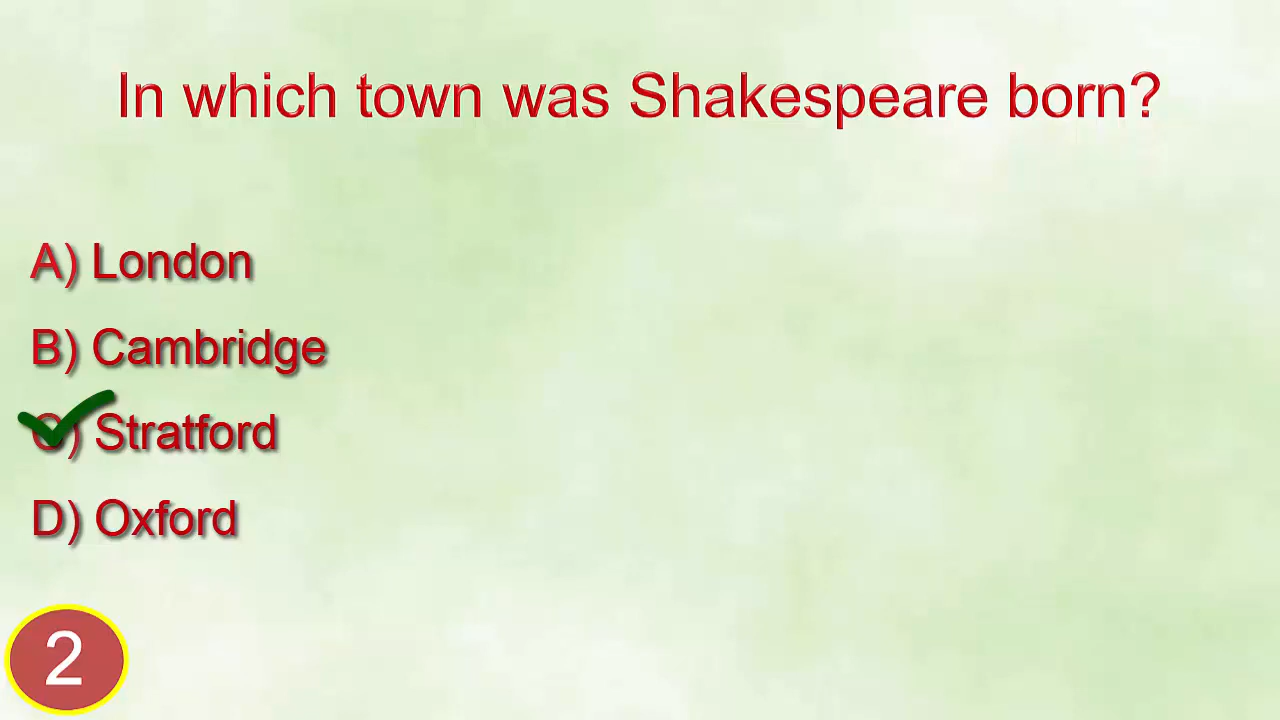 In which town was Shakespeare born?
A) London
B) Cambridge
C) Stratford
D) Oxford
2